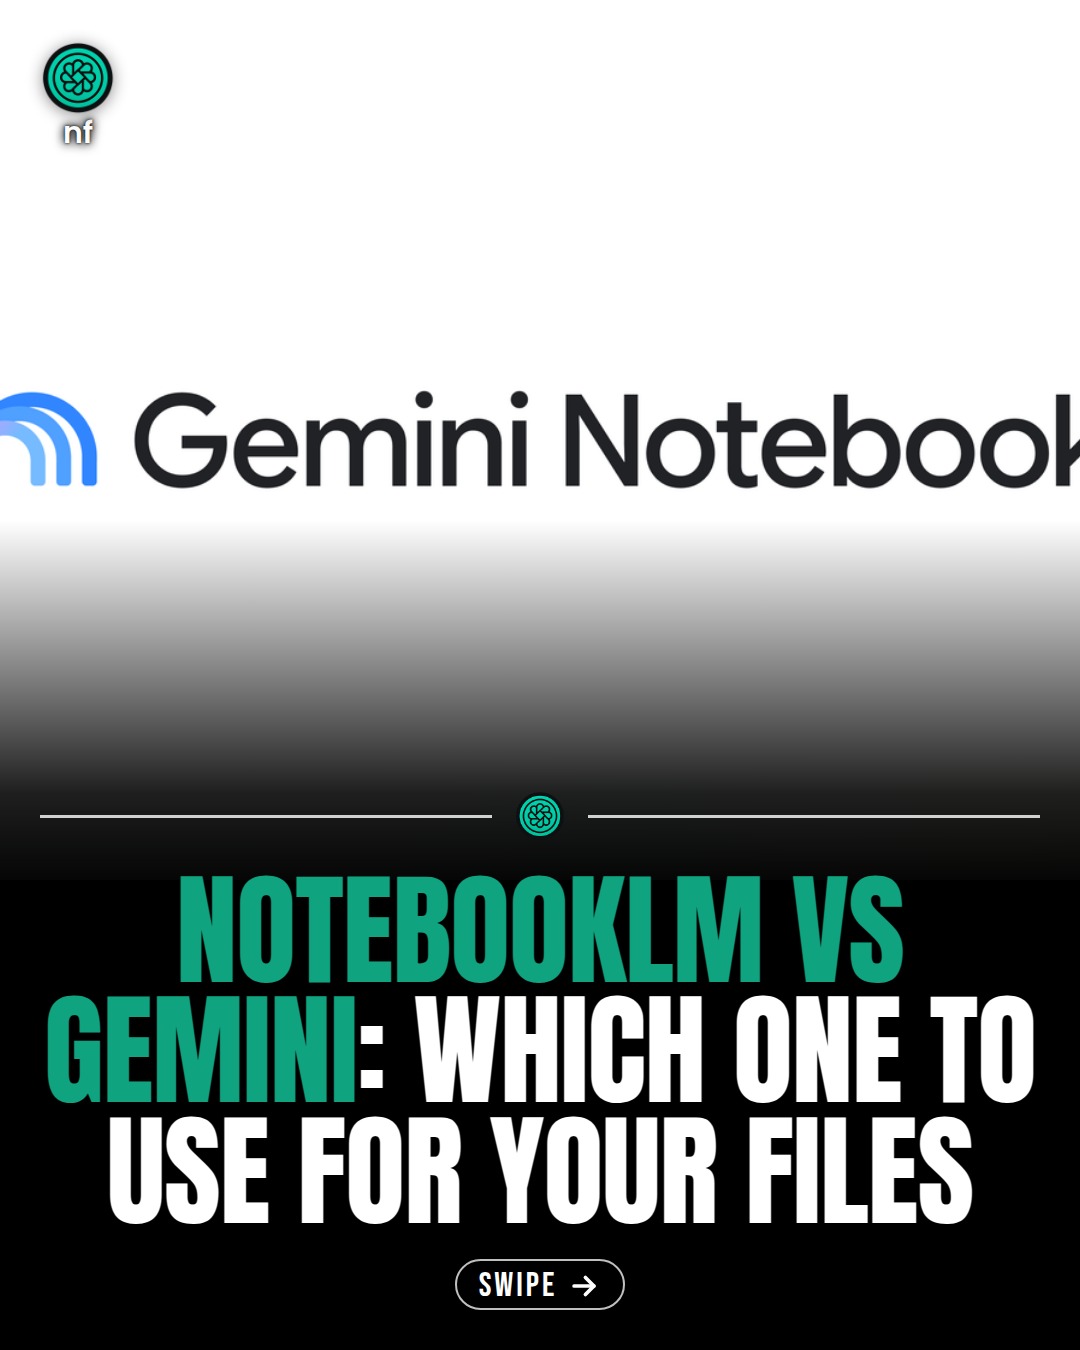 nf
Gemini Notebook
NOTEBOOKLM VS
GEMINI: WHICH ONE TO
USE FOR YOUR FILES
SWIPE →